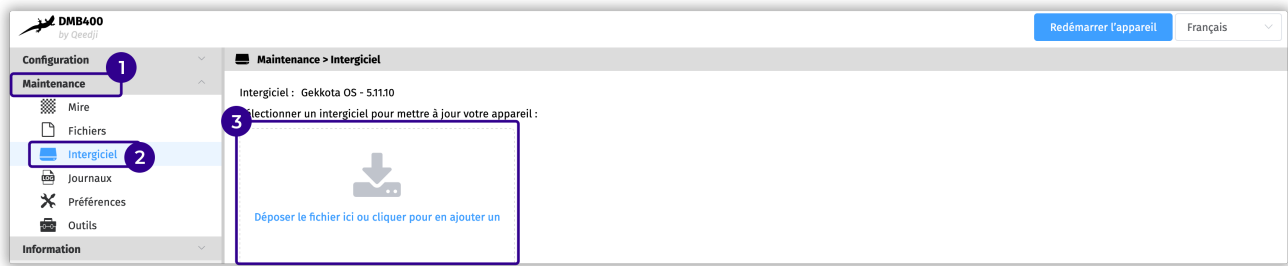 DMB400
by Qeedji
Redémarrer l'appareil
Français
Configuration
1
Maintenance
Mire
Fichiers
Intergiciel
2
Journaux
Préférences
Outils
Information
Maintenance > Intergiciel
Intergiciel : Gekkota OS - 5.11.10
électionner un intergiciel pour mettre à jour votre appareil :
3
Déposer le fichier ici ou cliquer pour en ajouter un
LOG